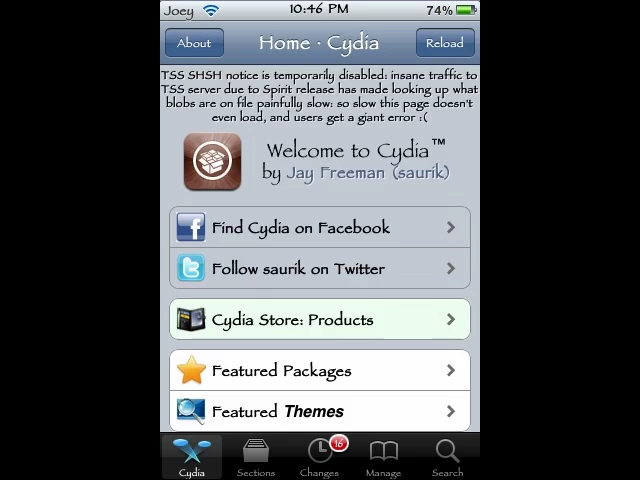 Joey 10:46 PM 74%
About Home · Cydia Reload
TSS SHSH notice is temporarily disabled: insane traffic to
TSS server due to Spirit release has made looking up what
blobs are on file painfully slow: so slow this page doesn't
even load, and users get a giant error :(
Welcome to Cydia™
by Jay Freeman (saurik)
Find Cydia on Facebook
Follow saurik on Twitter
Cydia Store: Products
Featured Packages
Featured Themes
16
Cydia Sections Changes Manage Search